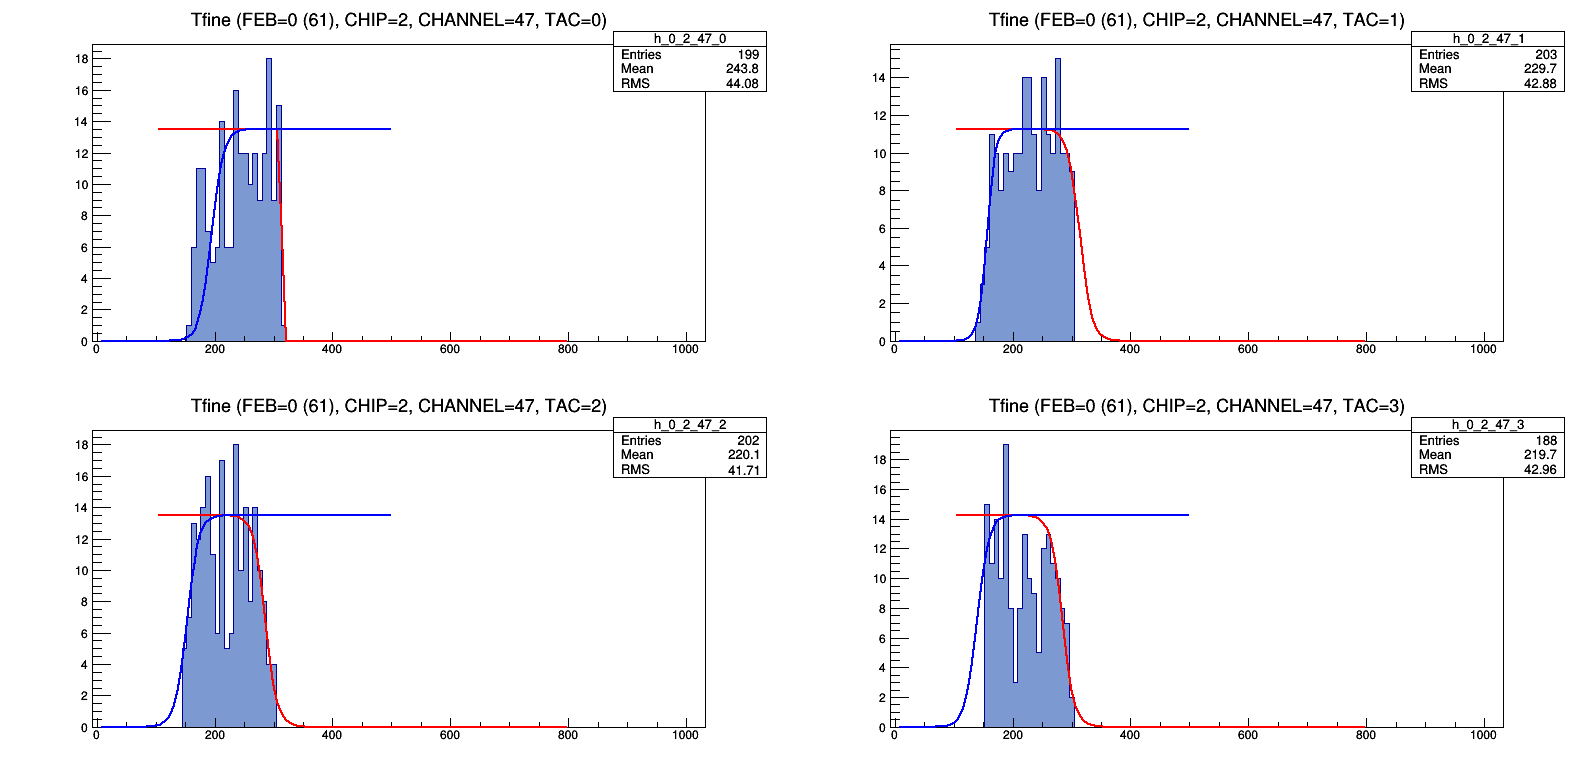 Tfine (FEB=0 (61), CHIP=2, CHANNEL=47, TAC=0)
h_0_2_47_0
Entries 199
Mean 243.8
RMS 44.08
18
16
14
12
10
8
6
4
2
0
0 200 400 600 800 1000
Tfine (FEB=0 (61), CHIP=2, CHANNEL=47, TAC=1)
h_0_2_47_1
Entries 203
Mean 229.7
RMS 42.88
14
12
10
8
6
4
2
0
0 200 400 600 800 1000
Tfine (FEB=0 (61), CHIP=2, CHANNEL=47, TAC=2)
h_0_2_47_2
Entries 202
Mean 220.1
RMS 41.71
18
16
14
12
10
8
6
4
2
0
0 200 400 600 800 1000
Tfine (FEB=0 (61), CHIP=2, CHANNEL=47, TAC=3)
h_0_2_47_3
Entries 188
Mean 219.7
RMS 42.96
18
16
14
12
10
8
6
4
2
0
0 200 400 600 800 1000